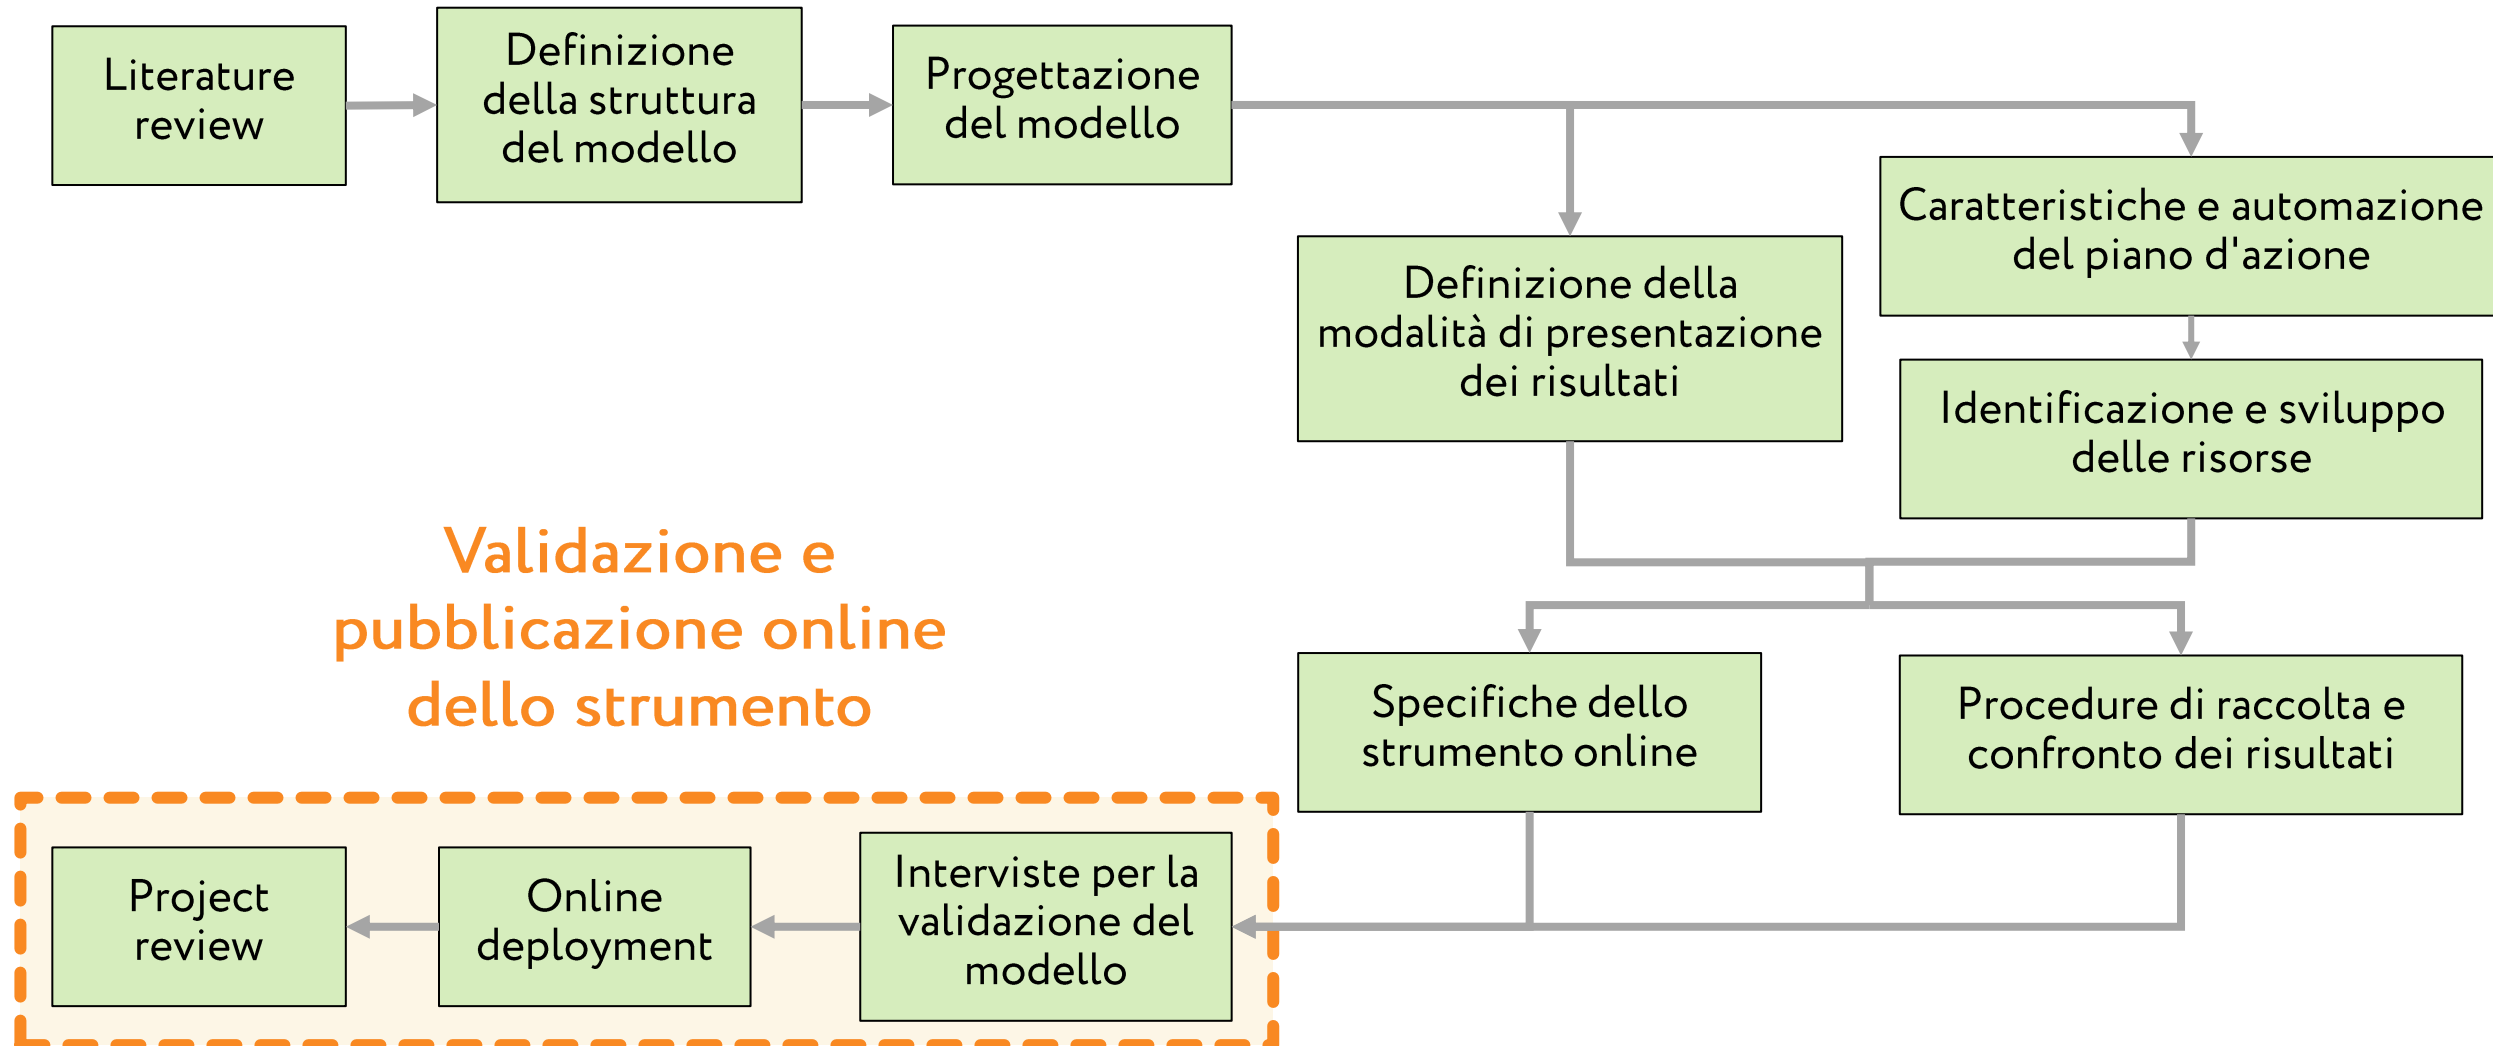 Literature
review
Definizione
della struttura
del modello
Progettazione
del modello
Caratteristiche e automazione
del piano d'azione
Definizione della
modalità di presentazione
dei risultati
Identificazione e sviluppo
delle risorse
Validazione e
pubblicazione online
dello strumento
Specifiche dello
strumento online
Procedure di raccolta e
confronto dei risultati
Interviste per la
validazione del
modello
Online
deployment
Project
review